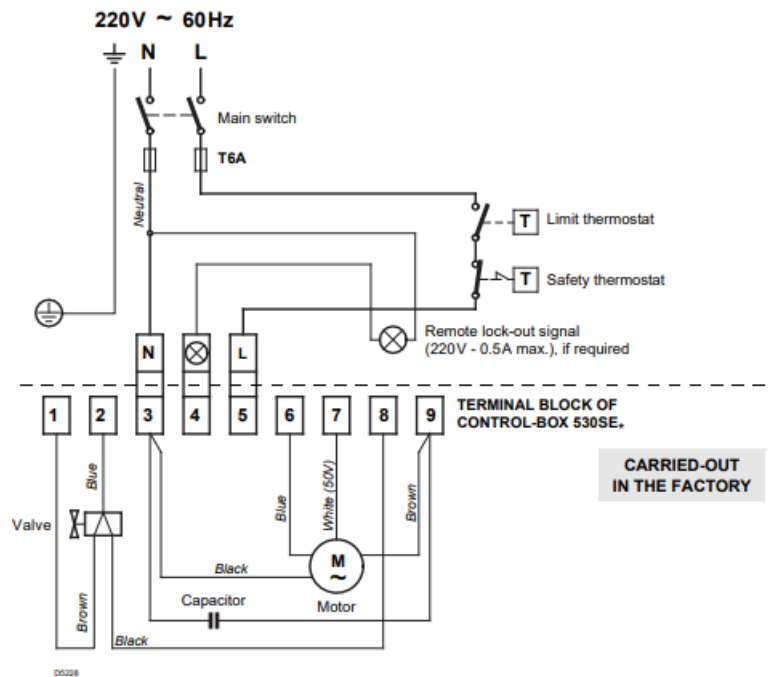 220V ~ 60Hz
N L
Main switch
T6A
Neutral
T Limit thermostat
T Safety thermostat
Remote lock-out signal
(220V - 0.5A max.), if required
N L
1 2 3 4 5 6 7 8 9
TERMINAL BLOCK OF
CONTROL-BOX 530SE
CARRIED-OUT
IN THE FACTORY
Blue
Blue
White (50V)
Brown
Valve
M
~
Black
Capacitor
Motor
Brown
Black
D5226